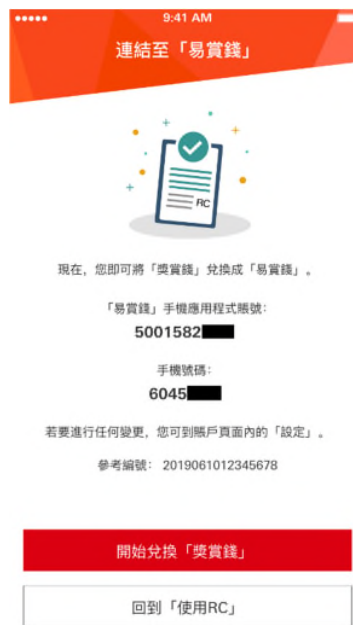 9:41 AM
連結至「易賞錢」
RC
現在，您即可將「獎賞錢」兌換成「易賞錢」。
「易賞錢」手機應用程式賬號：
5001582
手機號碼：
6045
若要進行任何變更，您可到賬戶頁面內的「設定」。
參考編號： 2019061012345678
開始兌換「獎賞錢」
回到「使用RC」